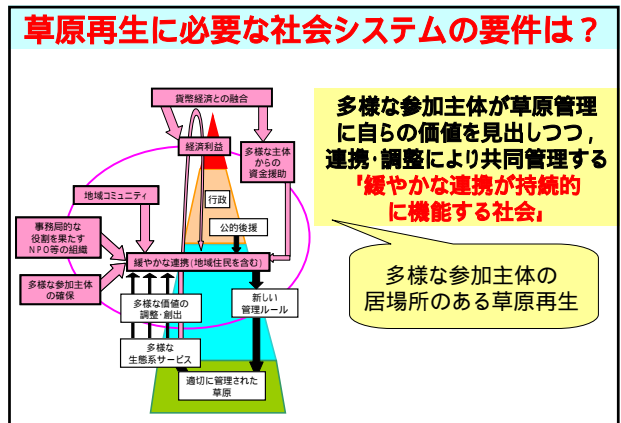 草原再生に必要な社会システムの要件は？
貨幣経済との融合
経済利益
多様な主体
からの
資金援助
地域コミュニティ
行政
事務局的な
役割を果たす
NPO等の組織
公的後援
緩やかな連携(地域住民を含む)
多様な参加主体
の確保
多様な価値の
調整･創出
新しい
管理ルール
多様な
生態系サービス
適切に管理された
草原
多様な参加主体が草原管理
に自らの価値を見出しつつ，
連携･調整により共同管理する
『緩やかな連携が持続的
に機能する社会』
多様な参加主体の
居場所のある草原再生